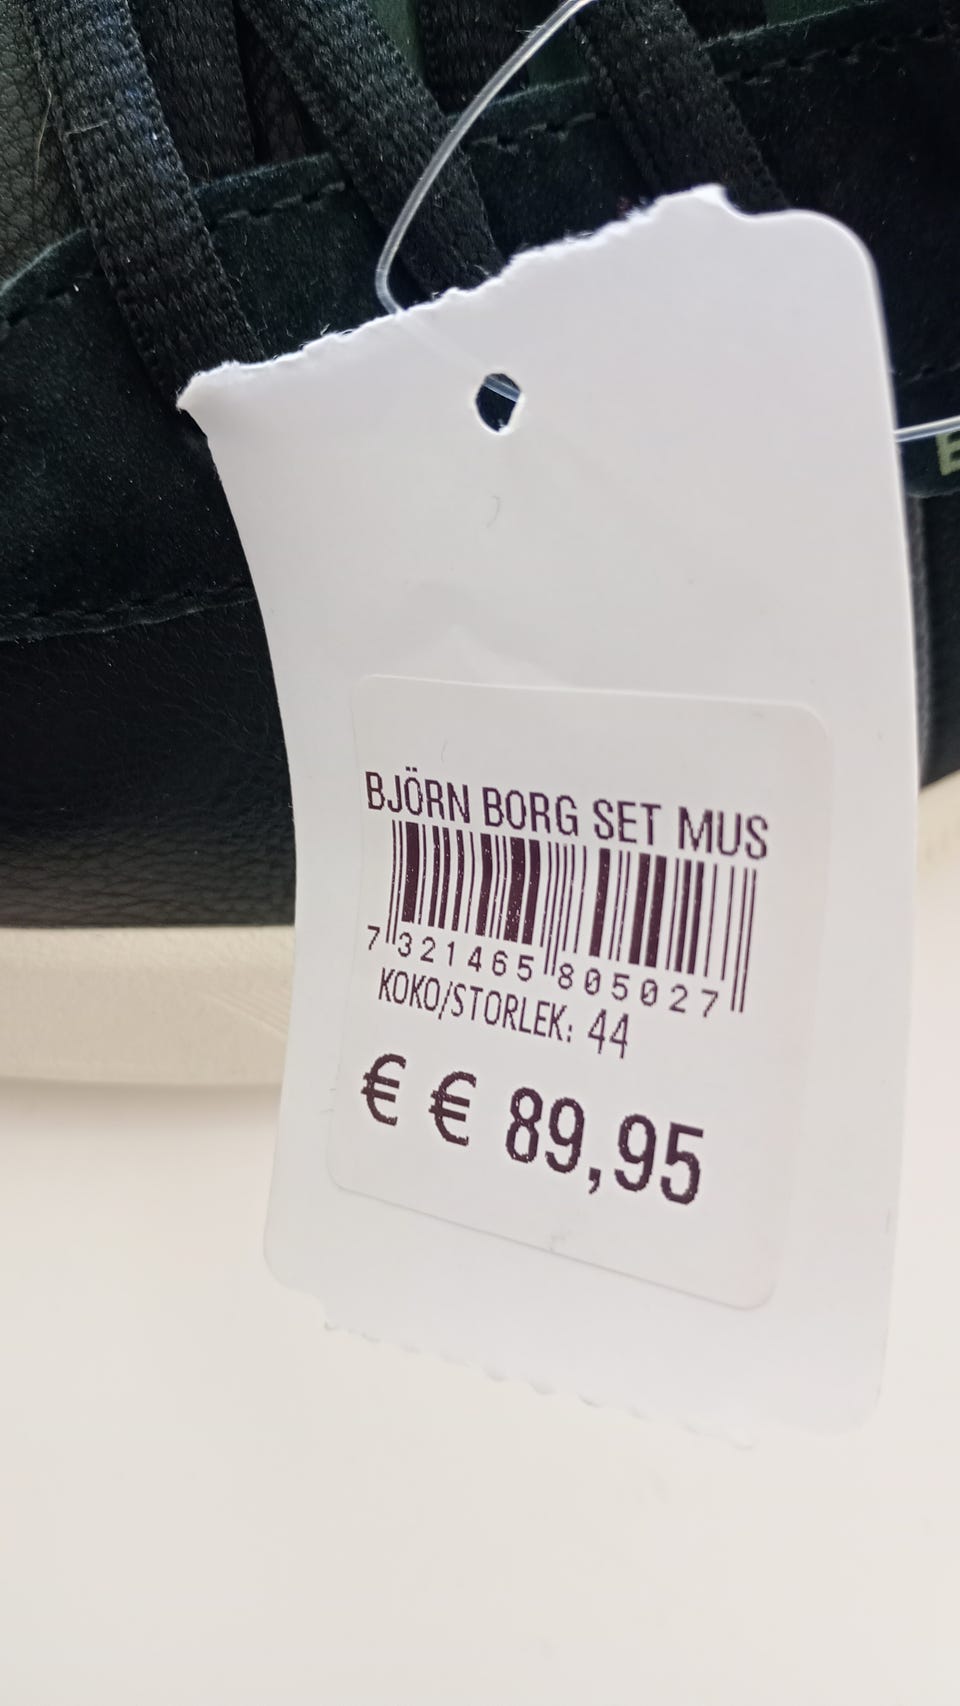 BJÖRN BORG SET MUS
7 321465 805027
KOKO/STORLEK: 44
€ € 89,95